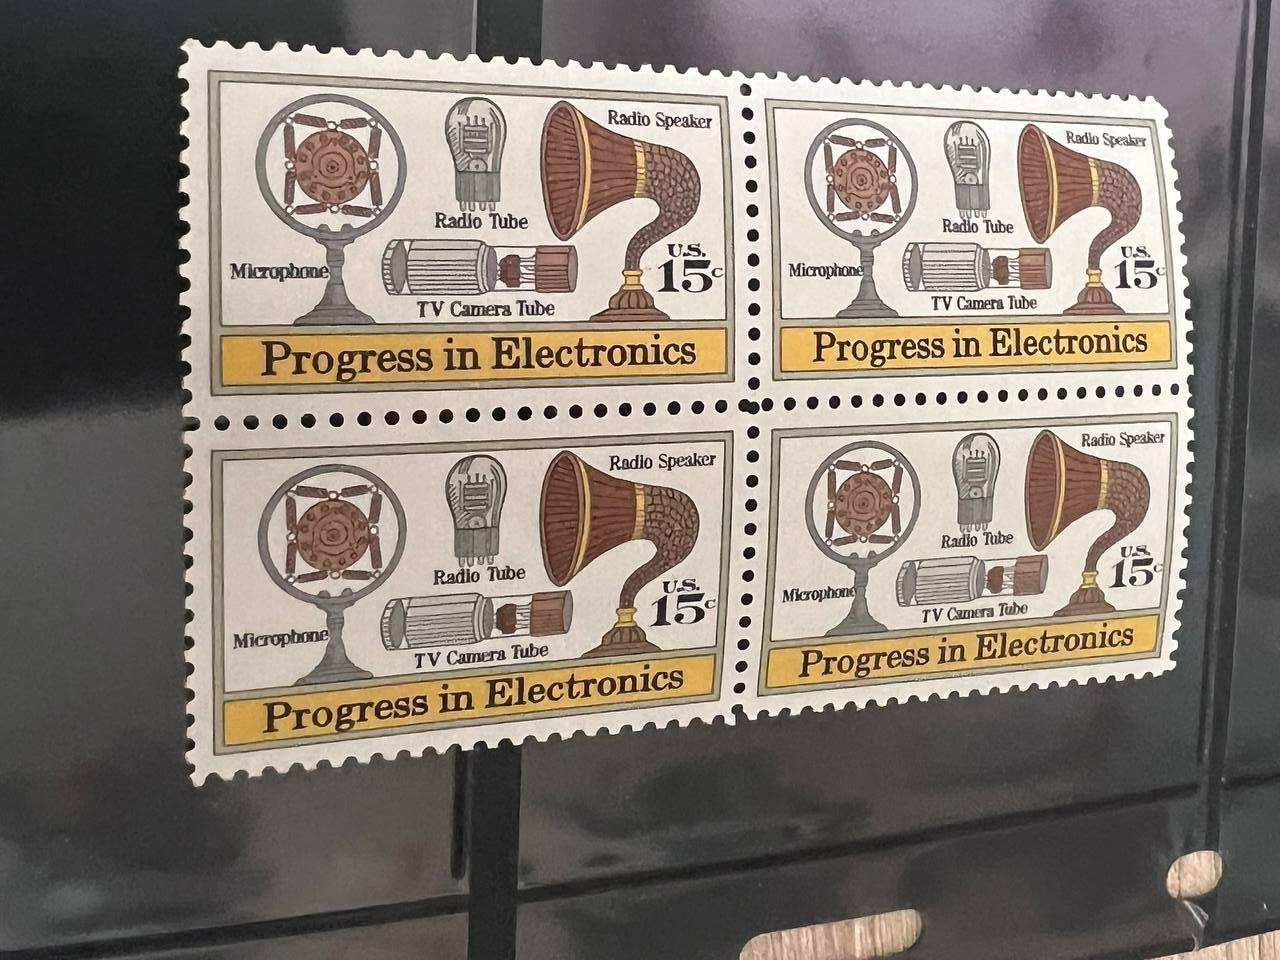 Radio Speaker
Radio Tube
U.S.
Microphone
15c
TV Camera Tube
Progress in Electronics
Radio Speaker
Radio Tube
U.S.
Microphone
15c
TV Camera Tube
Progress in Electronics
Radio Speaker
Radio Tube
U.S.
15c
Microphone
TV Camera Tube
Progress in Electronics
Radio Speaker
Radio Tube
U.S.
15c
Microphone
TV Camera Tube
Progress in Electronics